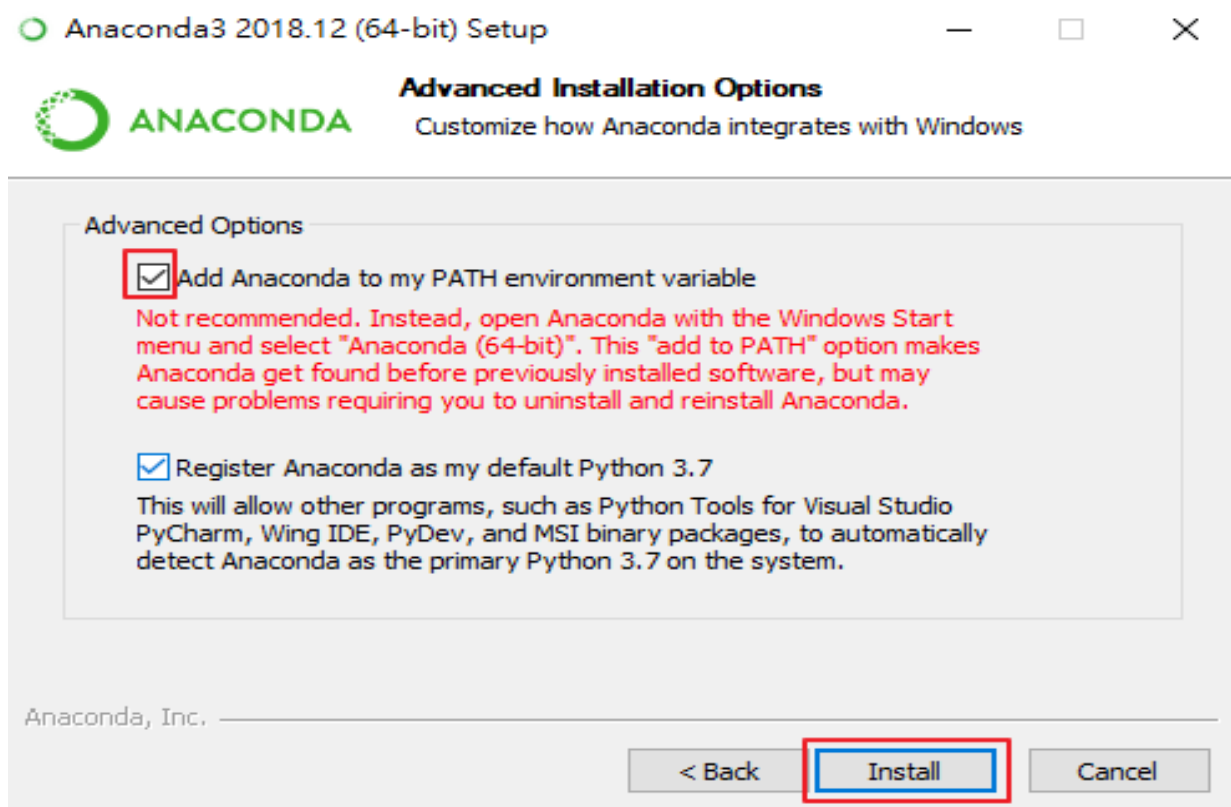 Anaconda3 2018.12 (64-bit) Setup
ANACONDA
Advanced Installation Options
Customize how Anaconda integrates with Windows
Advanced Options
Add Anaconda to my PATH environment variable
Not recommended. Instead, open Anaconda with the Windows Start
menu and select "Anaconda (64-bit)". This "add to PATH" option makes
Anaconda get found before previously installed software, but may
cause problems requiring you to uninstall and reinstall Anaconda.
Register Anaconda as my default Python 3.7
This will allow other programs, such as Python Tools for Visual Studio
PyCharm, Wing IDE, PyDev, and MSI binary packages, to automatically
detect Anaconda as the primary Python 3.7 on the system.
Anaconda, Inc.
< Back
Install
Cancel